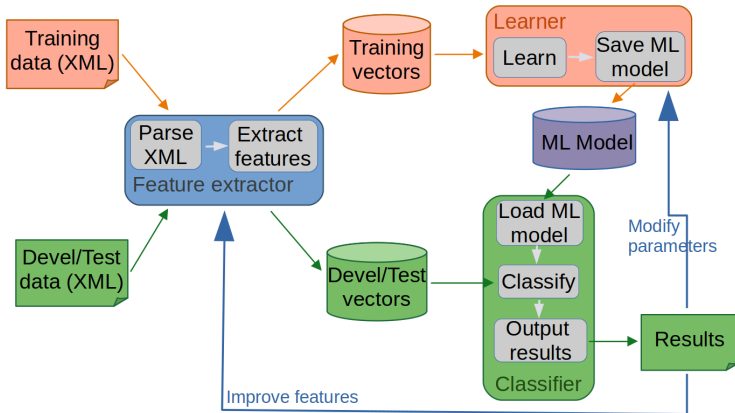 Training
data (XML)
Training
vectors
Learner
Learn
Save ML
model
Parse
XML
Extract
features
Feature extractor
ML Model
Devel/Test
data (XML)
Devel/Test
vectors
Load ML
model
Classify
Output
results
Classifier
Modify
parameters
Results
Improve features